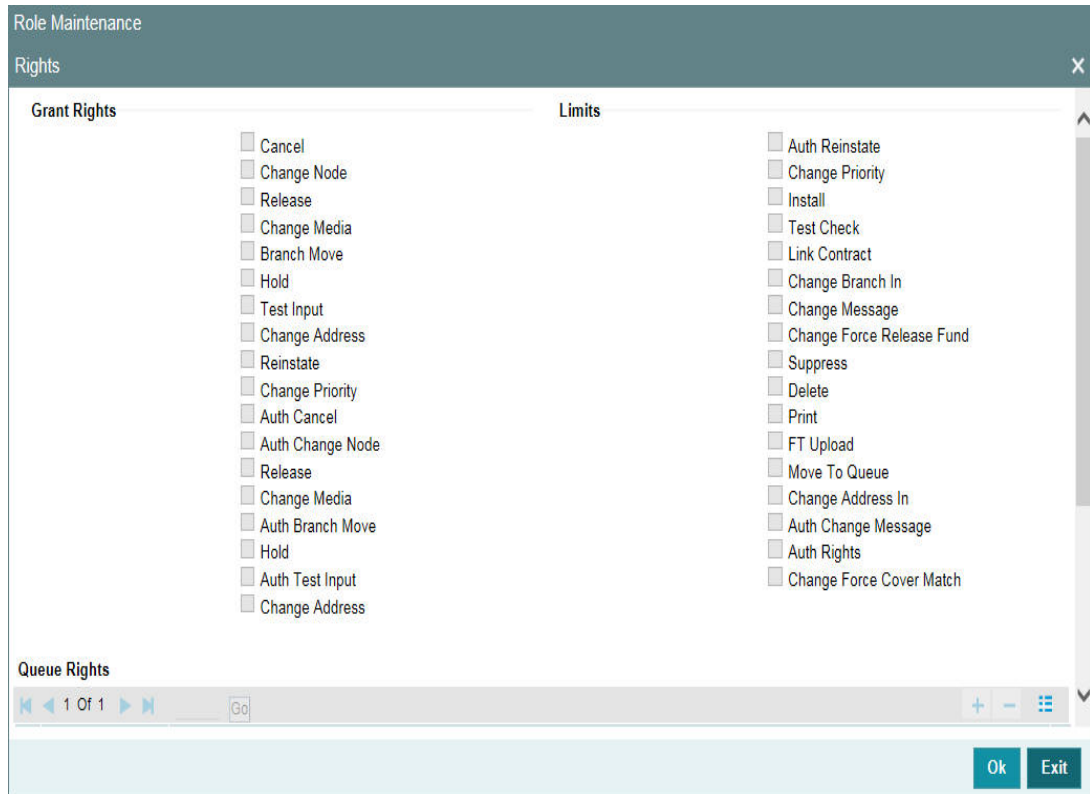 Role Maintenance
Rights
Grant Rights
Cancel
Change Node
Release
Change Media
Branch Move
Hold
Test Input
Change Address
Reinstate
Change Priority
Auth Cancel
Auth Change Node
Release
Change Media
Auth Branch Move
Hold
Auth Test Input
Change Address
Limits
Auth Reinstate
Change Priority
Install
Test Check
Link Contract
Change Branch In
Change Message
Change Force Release Fund
Suppress
Delete
Print
FT Upload
Move To Queue
Change Address In
Auth Change Message
Auth Rights
Change Force Cover Match
Queue Rights
1 Of 1
Go
Ok
Exit